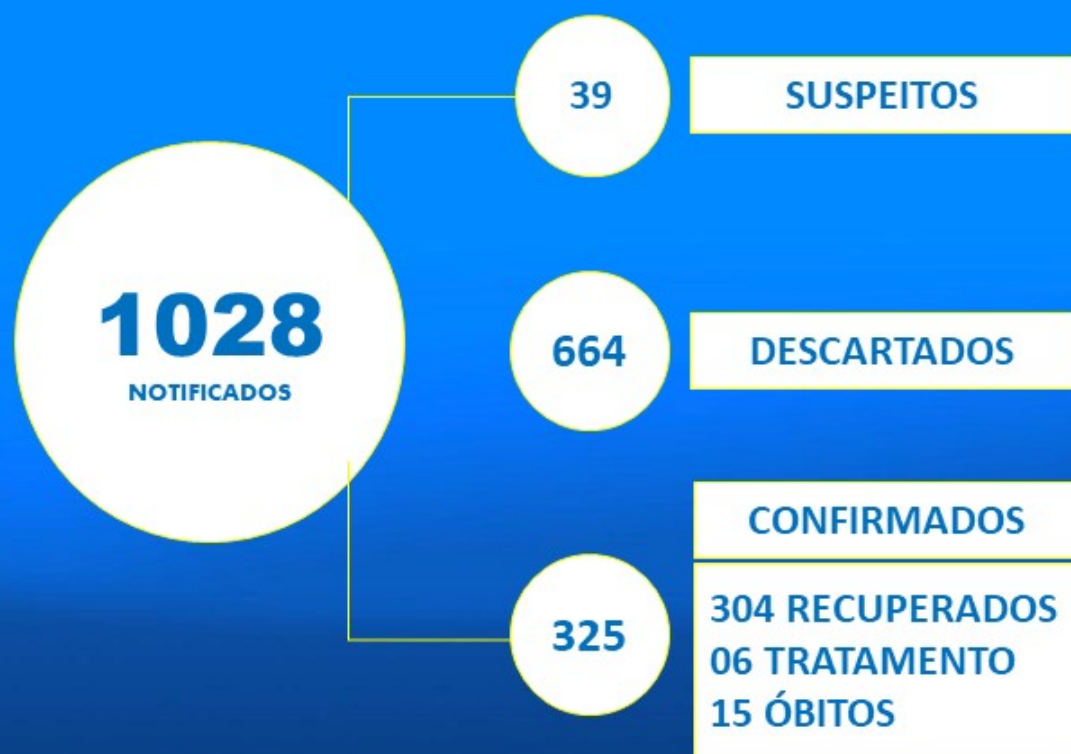 1028
NOTIFICADOS
39
SUSPEITOS
664
DESCARTADOS
325
CONFIRMADOS
304 RECUPERADOS
06 TRATAMENTO
15 ÓBITOS